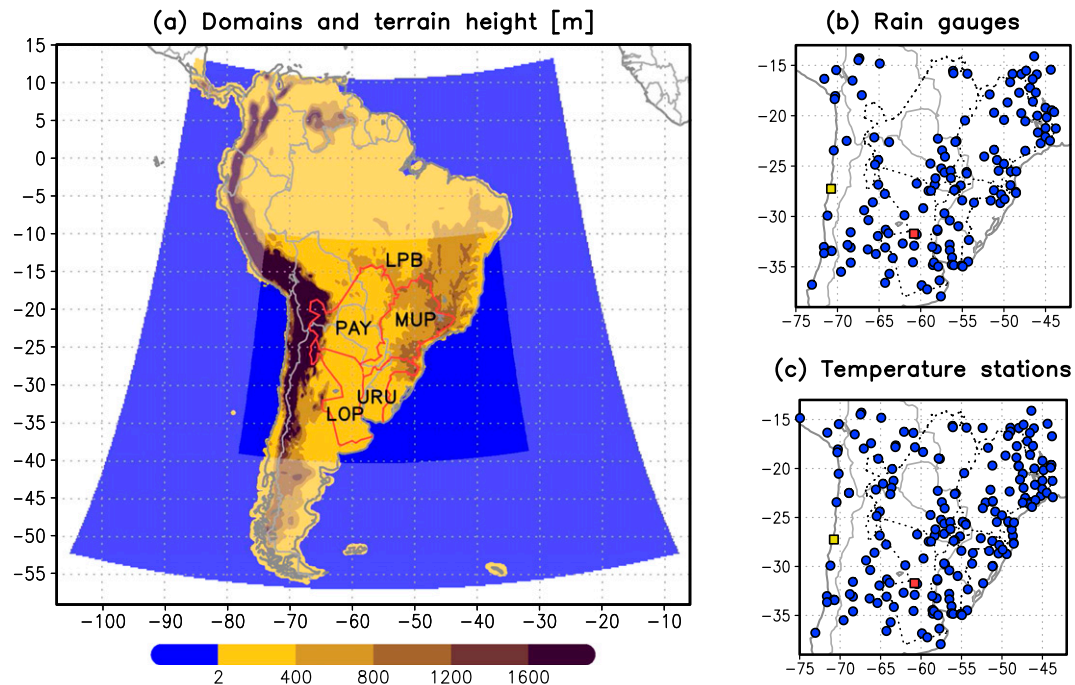 (a) Domains and terrain height [m]
15
10
5
0
−5
−10
−15
−20
−25
−30
−35
−40
−45
−50
−55
−100 −90 −80 −70 −60 −50 −40 −30 −20 −10
LPB
PAY
MUP
URU
LOP
2 400 800 1200 1600
(b) Rain gauges
−15
−20
−25
−30
−35
−75 −70 −65 −60 −55 −50 −45
(c) Temperature stations
−15
−20
−25
−30
−35
−75 −70 −65 −60 −55 −50 −45